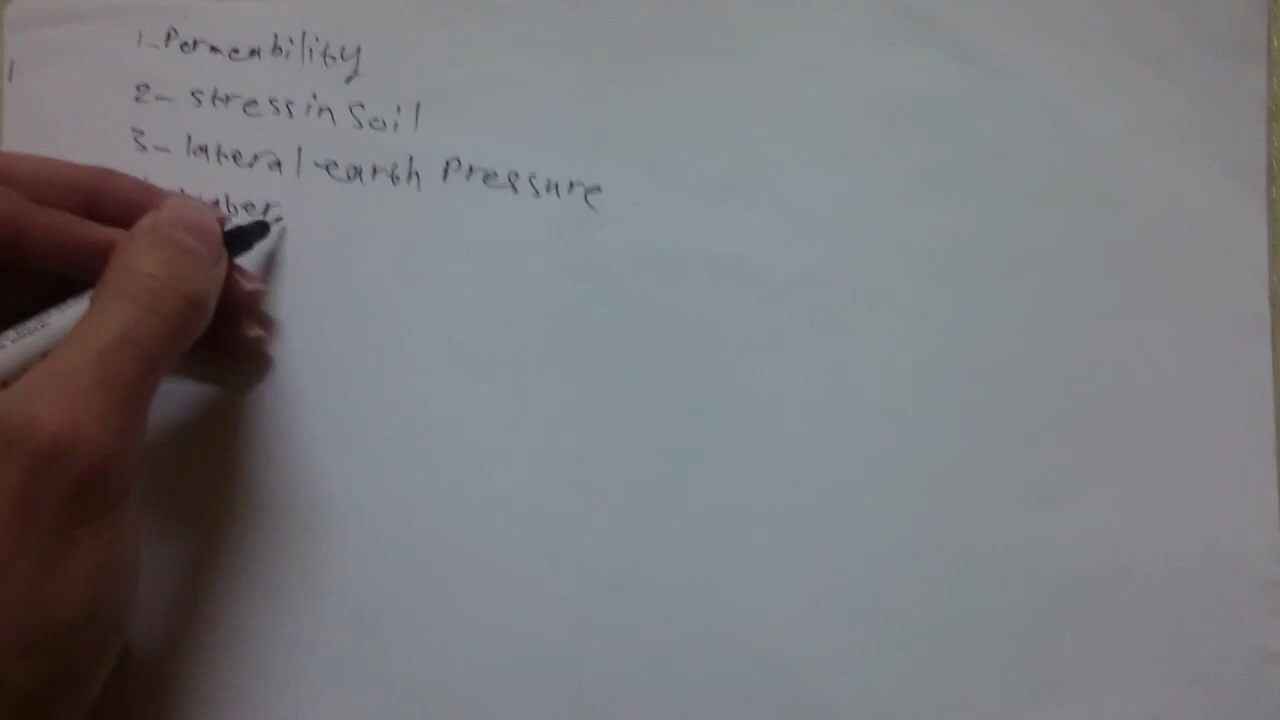 1-Permeability
2- stress in Soil
3- lateral-earth Pressure